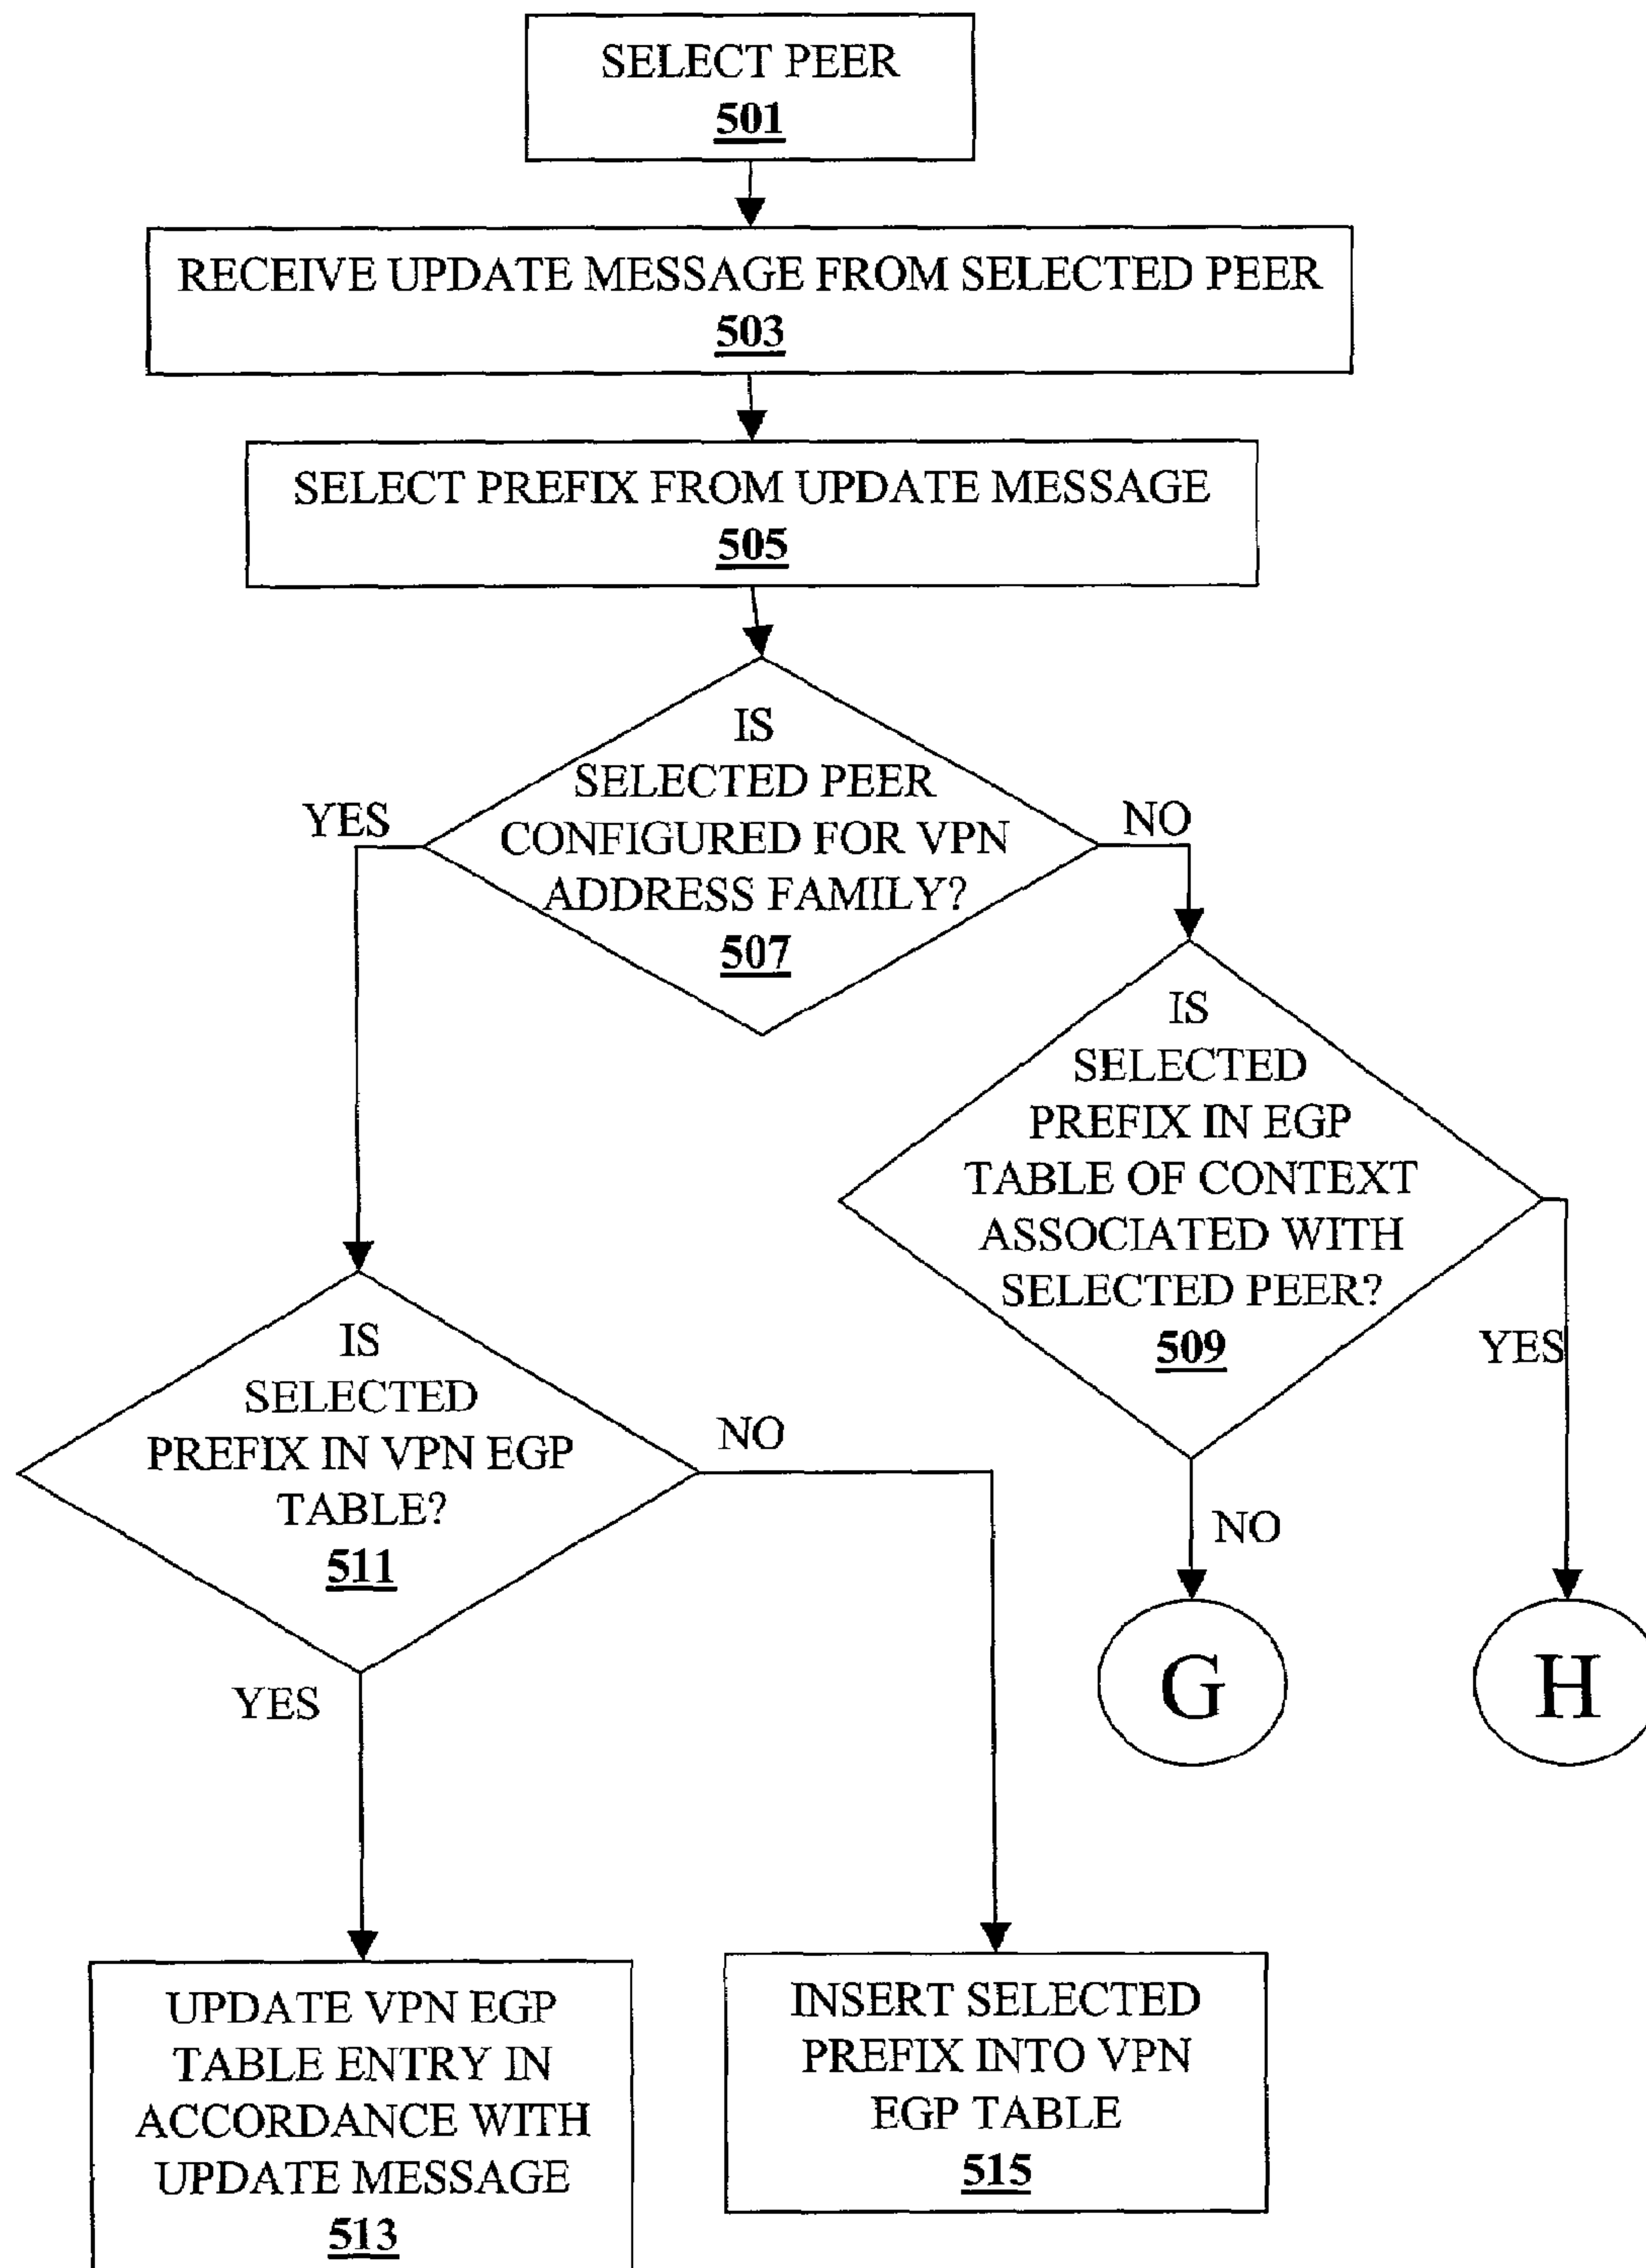 SELECT PEER
501
RECEIVE UPDATE MESSAGE FROM SELECTED PEER
503
SELECT PREFIX FROM UPDATE MESSAGE
505
IS
SELECTED PEER
CONFIGURED FOR VPN
ADDRESS FAMILY?
507
YES
NO
IS
SELECTED
PREFIX IN EGP
TABLE OF CONTEXT
ASSOCIATED WITH
SELECTED PEER?
509
YES
NO
IS
SELECTED
PREFIX IN VPN EGP
TABLE?
511
NO
YES
G
H
UPDATE VPN EGP
TABLE ENTRY IN
ACCORDANCE WITH
UPDATE MESSAGE
513
INSERT SELECTED
PREFIX INTO VPN
EGP TABLE
515